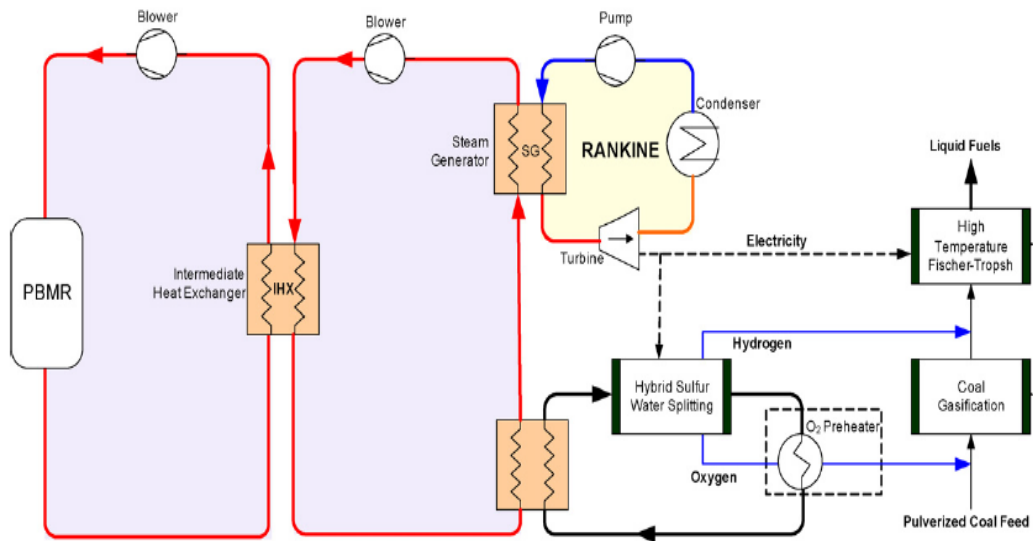 Blower
Blower
Pump
Condenser
Steam
Generator
SG
RANKINE
Liquid Fuels
High
Temperature
Fischer-Tropsh
Electricity
Turbine
PBMR
Intermediate
Heat Exchanger
IHX
Hydrogen
Hybrid Sulfur
Water Splitting
Coal
Gasification
O₂ Preheater
Oxygen
Pulverized Coal Feed